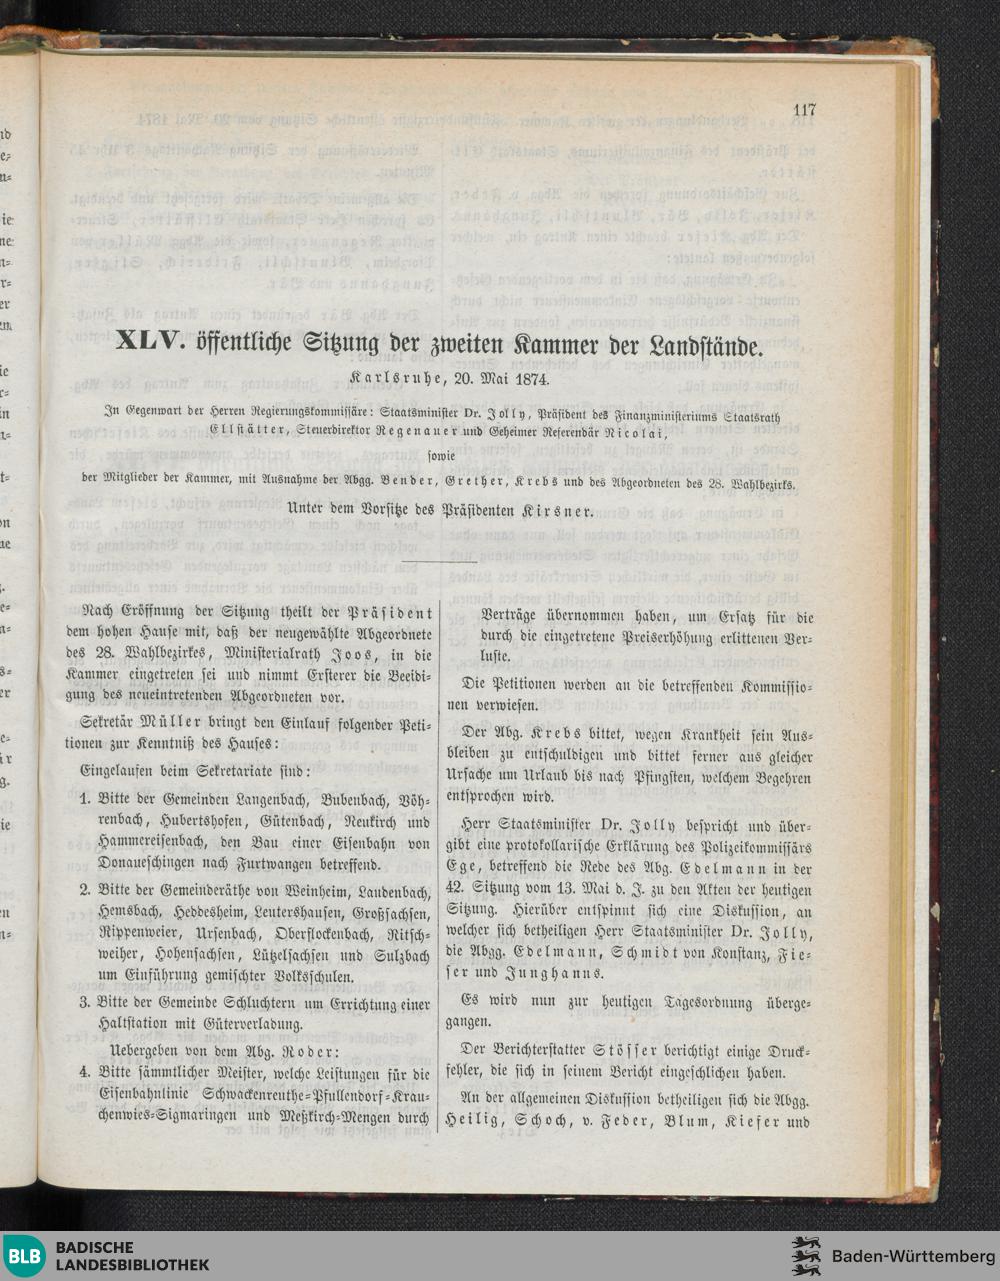 117
XLV. öffentliche Sitzung der zweiten Kammer der Landstände.
Karlsruhe, 20. Mai 1874.
In Gegenwart der Herren Regierungskommissäre: Staatsminister Dr. Jolly, Präsident des Finanzministeriums Staatsrath
Ellstätter, Steuerdirektor Regenauer und Geheimer Referendär Nicolai,
sowie
der Mitglieder der Kammer, mit Ausnahme der Abgg. Bender, Grether, Krebs und des Abgeordneten des 28. Wahlbezirks.
Unter dem Vorsitze des Präsidenten Kirsner.
Nach Eröffnung der Sitzung theilt der Präsident
dem hohen Hause mit, daß der neugewählte Abgeordnete
des 28. Wahlbezirkes, Ministerialrath Joos, in die
Kammer eingetreten sei und nimmt Ersterer die Beeidi-
gung des neueintretenden Abgeordneten vor.
Sekretär Müller bringt den Einlauf folgender Peti-
tionen zur Kenntniß des Hauses:
Eingelaufen beim Sekretariate sind:
1. Bitte der Gemeinden Langenbach, Bubenbach, Vöh-
renbach, Hubertshofen, Gütenbach, Neukirch und
Hammereisenbach, den Bau einer Eisenbahn von
Donaueschingen nach Furtwangen betreffend.
2. Bitte der Gemeinderäthe von Weinheim, Laudenbach,
Hemsbach, Heddesheim, Leutershausen, Großsachsen,
Rippenweier, Ursenbach, Oberflockenbach, Ritsch-
weiher, Hohensachsen, Lützelsachsen und Sulzbach
um Einführung gemischter Volksschulen.
3. Bitte der Gemeinde Schluchtern um Errichtung einer
Haltstation mit Güterverladung.
Uebergeben von dem Abg. Roder:
4. Bitte sämmtlicher Meister, welche Leistungen für die
Eisenbahnlinie Schwackenreuthe-Pfullendorf-Krau-
chenwies-Sigmaringen und Meßkirch-Mengen durch
Verträge übernommen haben, um Ersatz für die
durch die eingetretene Preiserhöhung erlittenen Ver-
luste.
Die Petitionen werden an die betreffenden Kommissio-
nen verwiesen.
Der Abg. Krebs bittet, wegen Krankheit sein Aus-
bleiben zu entschuldigen und bittet ferner aus gleicher
Ursache um Urlaub bis nach Pfingsten, welchem Begehren
entsprochen wird.
Herr Staatsminister Dr. Jolly bespricht und über-
gibt eine protokollarische Erklärung des Polizeikommissärs
Ege, betreffend die Rede des Abg. Edelmann in der
42. Sitzung vom 13. Mai d. J. zu den Akten der heutigen
Sitzung. Hierüber entspinnt sich eine Diskussion, an
welcher sich betheiligen Herr Staatsminister Dr. Jolly,
die Abgg. Edelmann, Schmidt von Konstanz, Fie-
ser und Junghanns.
Es wird nun zur heutigen Tagesordnung überge-
gangen.
Der Berichterstatter Stösser berichtigt einige Druck-
fehler, die sich in seinem Bericht eingeschlichen haben.
An der allgemeinen Diskussion betheiligen sich die Abgg.
Heilig, Schoch, v. Feder, Blum, Kiefer und
BLB BADISCHE
LANDESBIBLIOTHEK
Baden-Württemberg